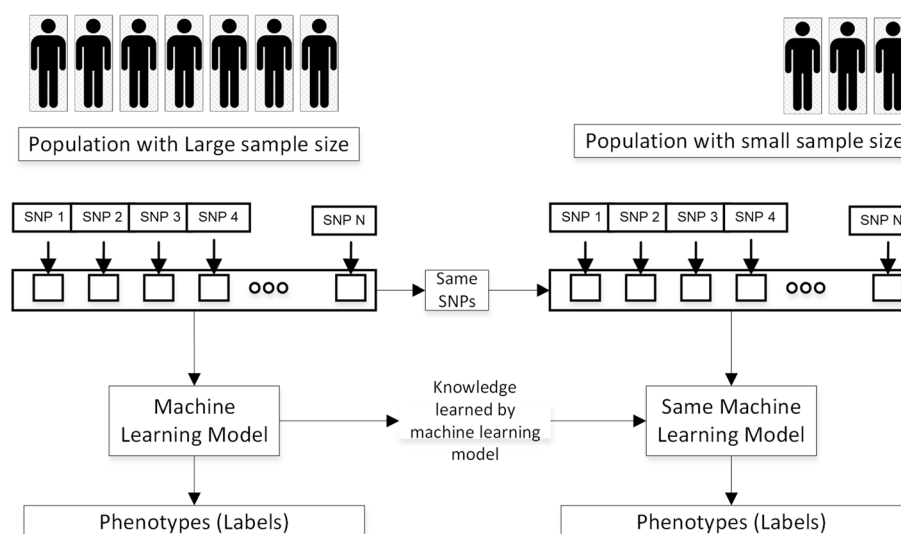 Population with Large sample size
Population with small sample size
SNP 1 SNP 2 SNP 3 SNP 4 SNP N
SNP 1 SNP 2 SNP 3 SNP 4 SNP N
Same
SNPs
Machine
Learning Model
Knowledge
learned by
machine learning
model
Same Machine
Learning Model
Phenotypes (Labels)
Phenotypes (Labels)